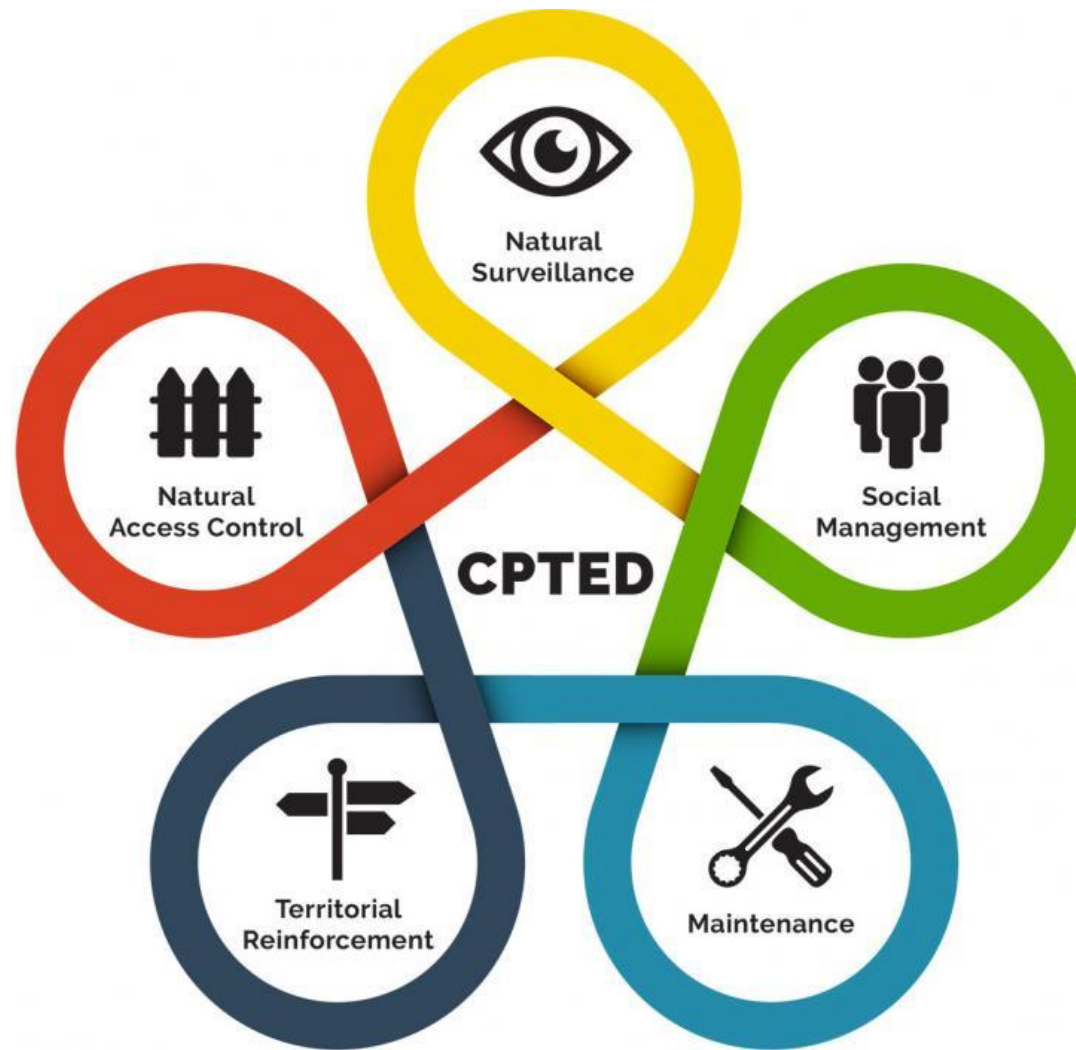 Natural
Surveillance
Natural
Access Control
Social
Management
CPTED
Territorial
Reinforcement
Maintenance